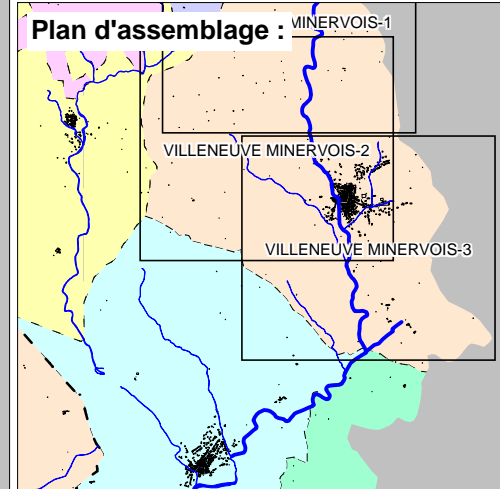 Plan d'assemblage :
MINERVOIS-1
VILLENEUVE MINERVOIS-2
VILLENEUVE MINERVOIS-3